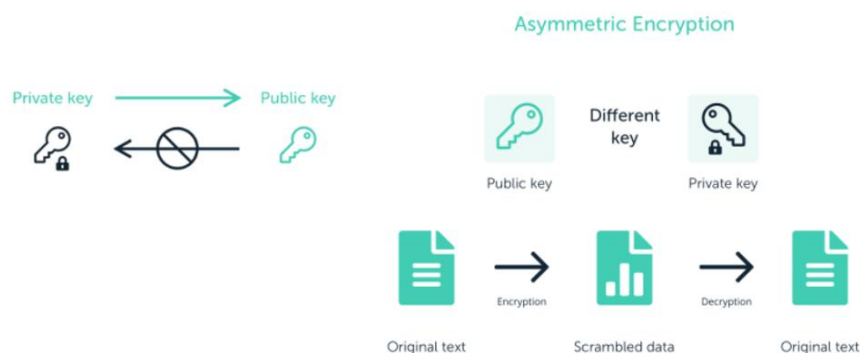 Asymmetric Encryption
Private key
Public key
Different
key
Public key
Private key
Encryption
Decryption
Original text
Scrambled data
Original text